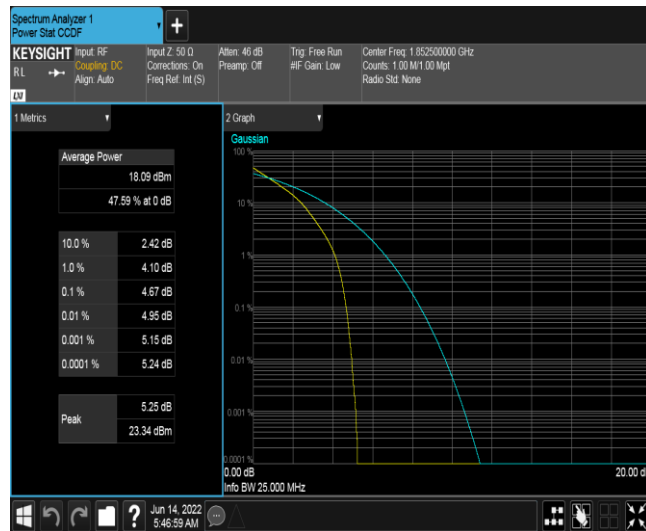 Spectrum Analyzer 1
Power Stat CCDF
+
KEYSIGHT
RL
LXI
Input: RF
Coupling: DC
Align: Auto
Input Z: 50 Ω
Corrections: On
Freq Ref: Int (S)
Atten: 46 dB
Preamp: Off
Trig: Free Run
#IF Gain: Low
Center Freq: 1.852500000 GHz
Counts: 1.00 M/1.00 Mpt
Radio Std: None
1 Metrics
Average Power
18.09 dBm
47.59 % at 0 dB
10.0 % 2.42 dB
1.0 % 4.10 dB
0.1 % 4.67 dB
0.01 % 4.95 dB
0.001 % 5.15 dB
0.0001 % 5.24 dB
Peak
5.25 dB
23.34 dBm
2 Graph
Gaussian
100 %
10 %
1 %
0.1 %
0.01 %
0.001 %
0.0001 %
0.00 dB
20.00 d
Info BW 25.000 MHz
?
Jun 14, 2022
5:46:59 AM